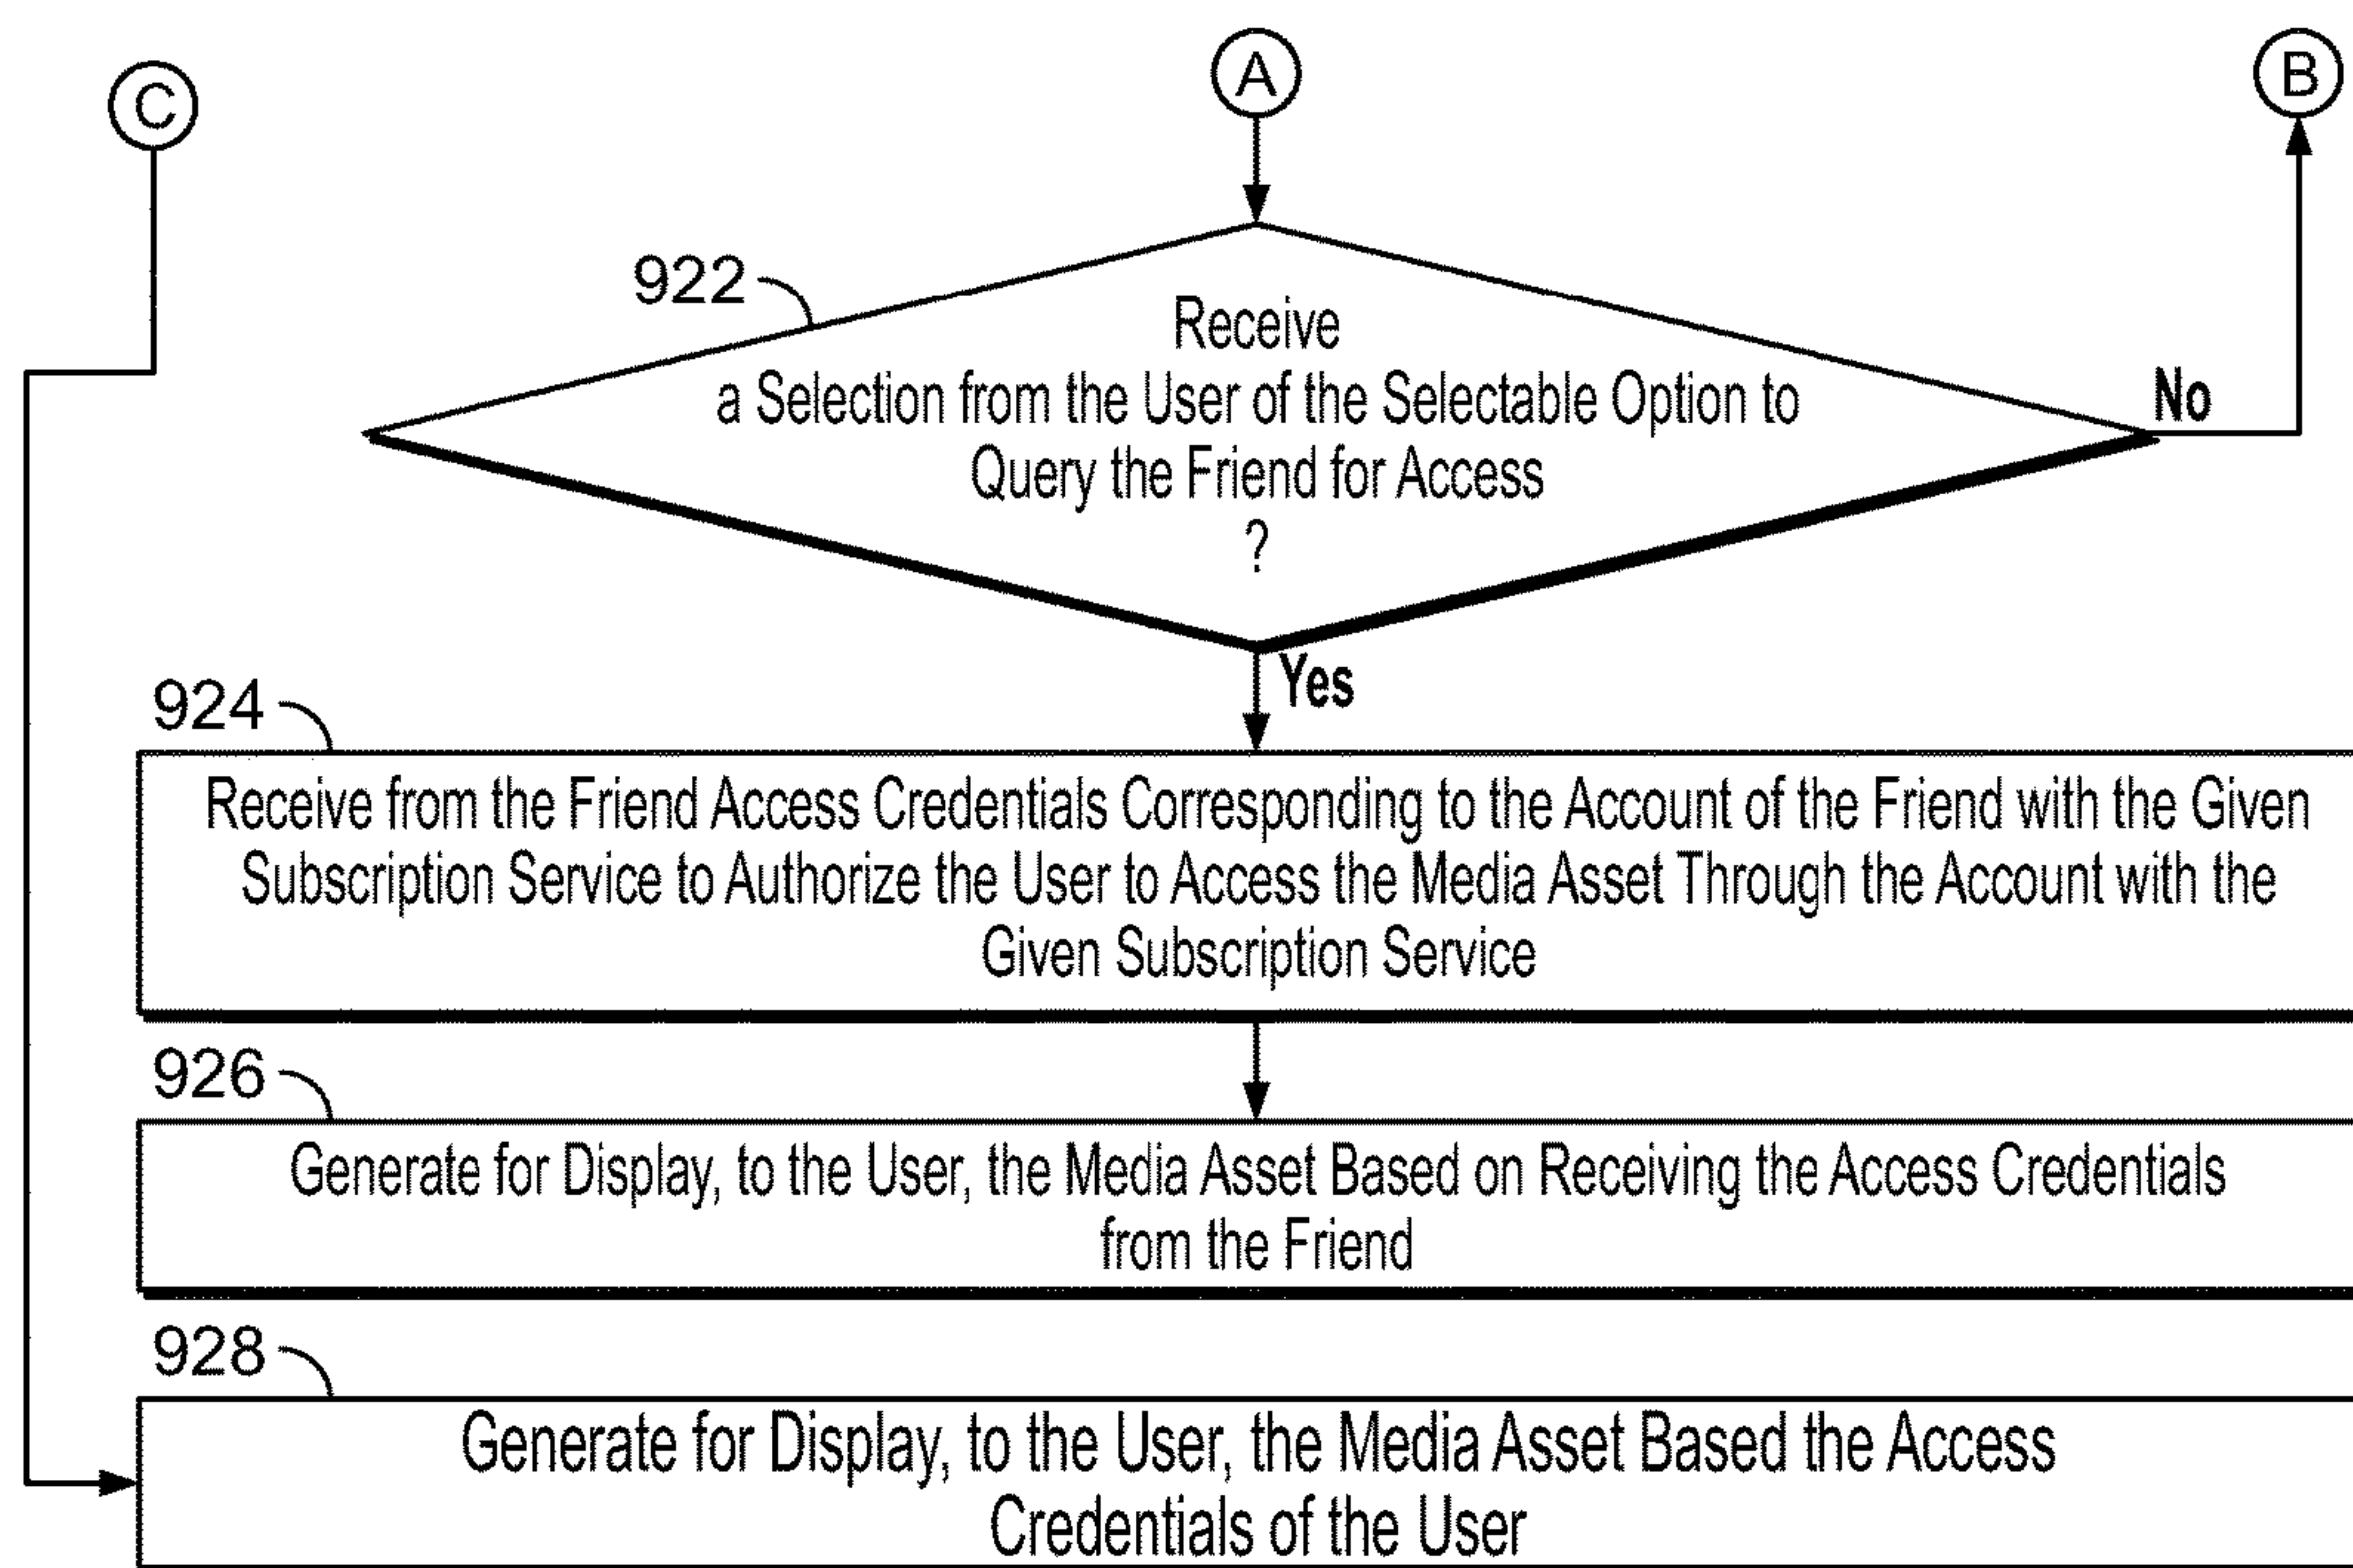 C
A
B
922
Receive
a Selection from the User of the Selectable Option to
Query the Friend for Access
?
No
Yes
924
Receive from the Friend Access Credentials Corresponding to the Account of the Friend with the Given
Subscription Service to Authorize the User to Access the Media Asset Through the Account with the
Given Subscription Service
926
Generate for Display, to the User, the Media Asset Based on Receiving the Access Credentials
from the Friend
928
Generate for Display, to the User, the Media Asset Based the Access
Credentials of the User